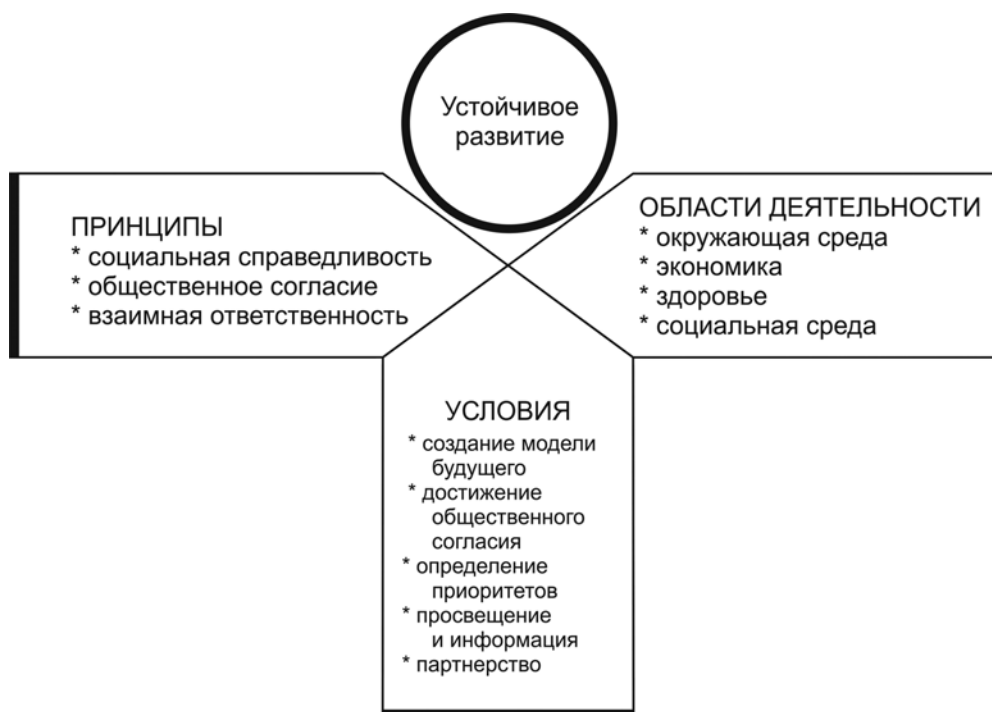 Устойчивое
развитие
ПРИНЦИПЫ
* социальная справедливость
* общественное согласие
* взаимная ответственность
ОБЛАСТИ ДЕЯТЕЛЬНОСТИ
* окружающая среда
* экономика
* здоровье
* социальная среда
УСЛОВИЯ
* создание модели
будущего
* достижение
общественного
согласия
* определение
приоритетов
* просвещение
и информация
* партнерство